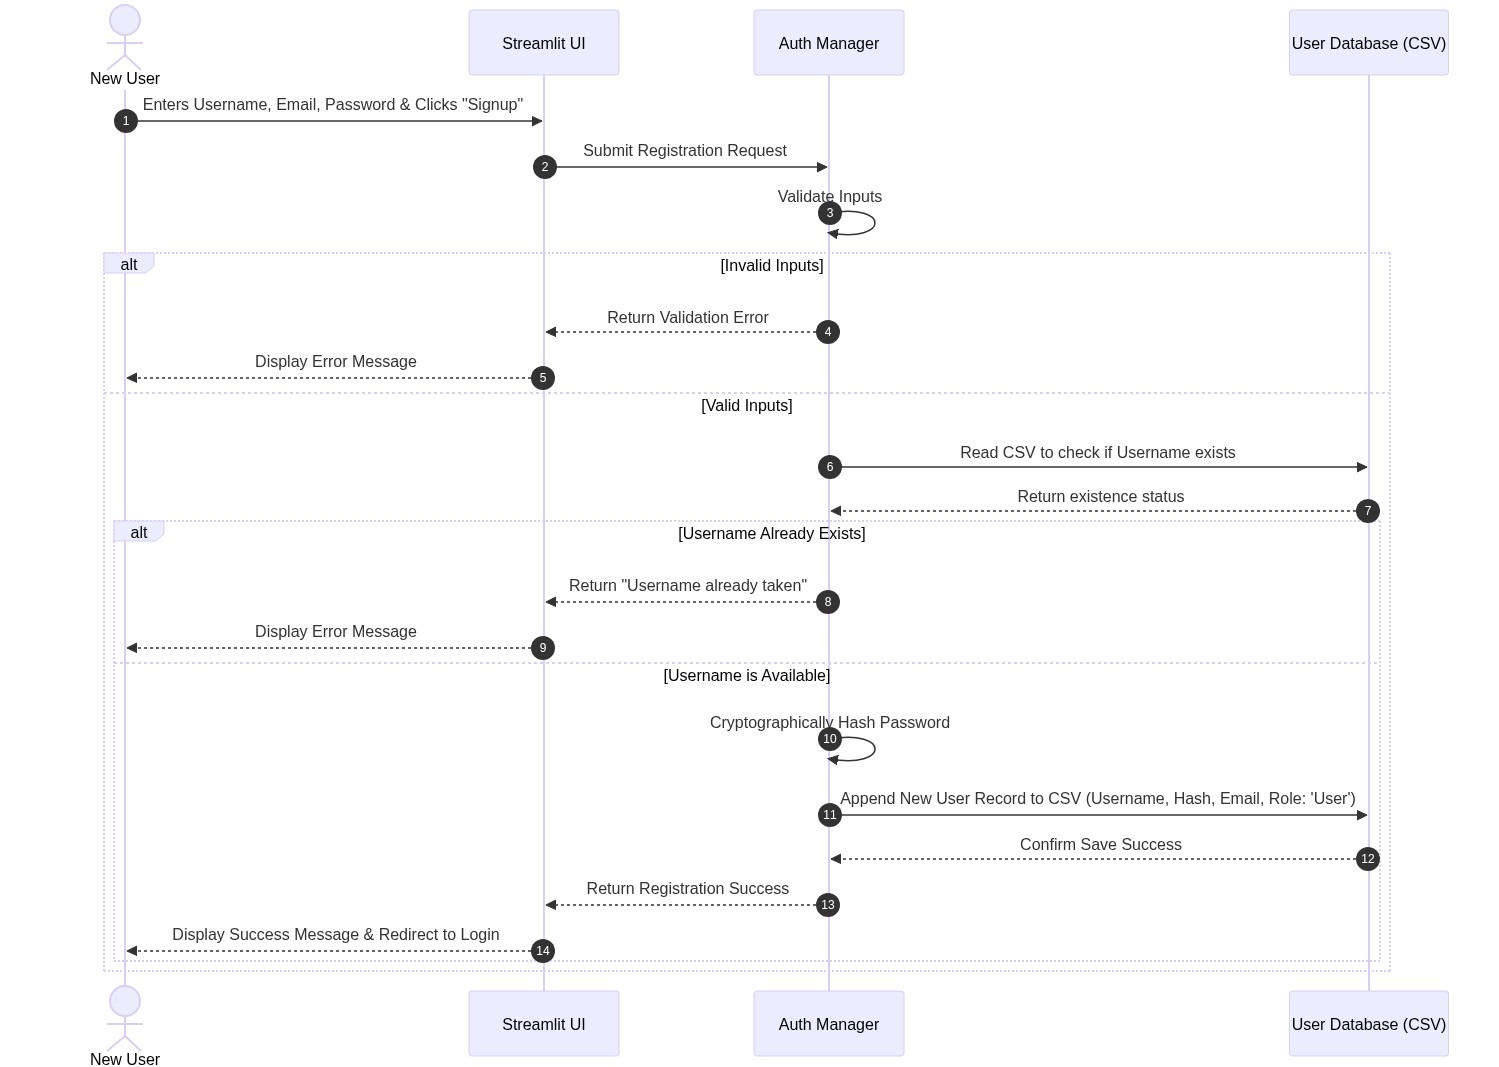 New User
Streamlit UI
Auth Manager
User Database (CSV)
Enters Username, Email, Password & Clicks "Signup"
1
Submit Registration Request
2
Validate Inputs
3
alt
[Invalid Inputs]
Return Validation Error
4
Display Error Message
5
[Valid Inputs]
Read CSV to check if Username exists
6
Return existence status
7
alt
[Username Already Exists]
Return "Username already taken"
8
Display Error Message
9
[Username is Available]
Cryptographically Hash Password
10
Append New User Record to CSV (Username, Hash, Email, Role: 'User')
11
Confirm Save Success
12
Return Registration Success
13
Display Success Message & Redirect to Login
14
New User
Streamlit UI
Auth Manager
User Database (CSV)